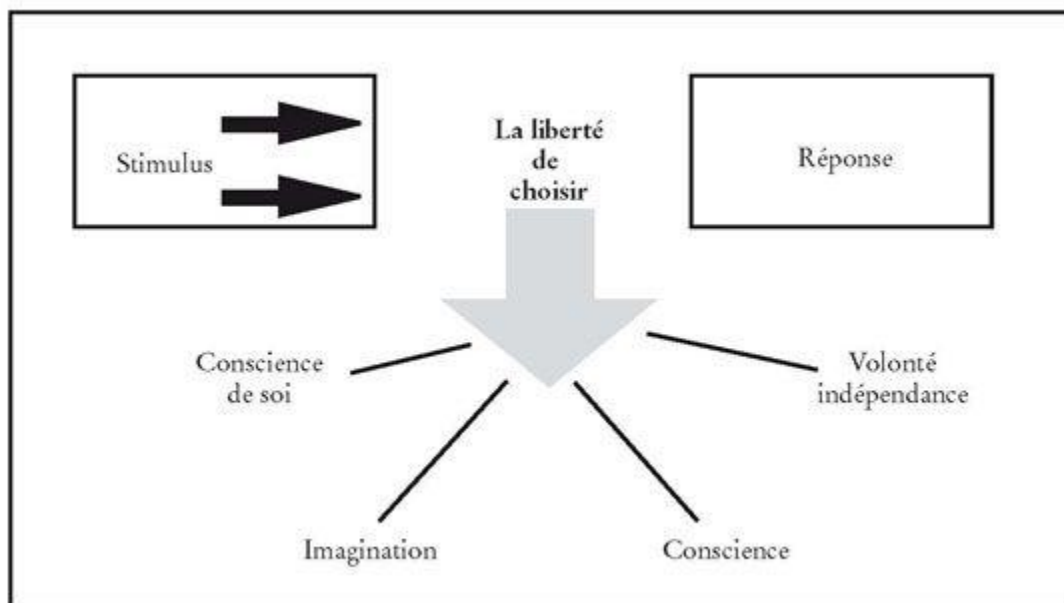 Stimulus
La liberté
de
choisir
Réponse
Conscience
de soi
Volonté
indépendance
Imagination
Conscience